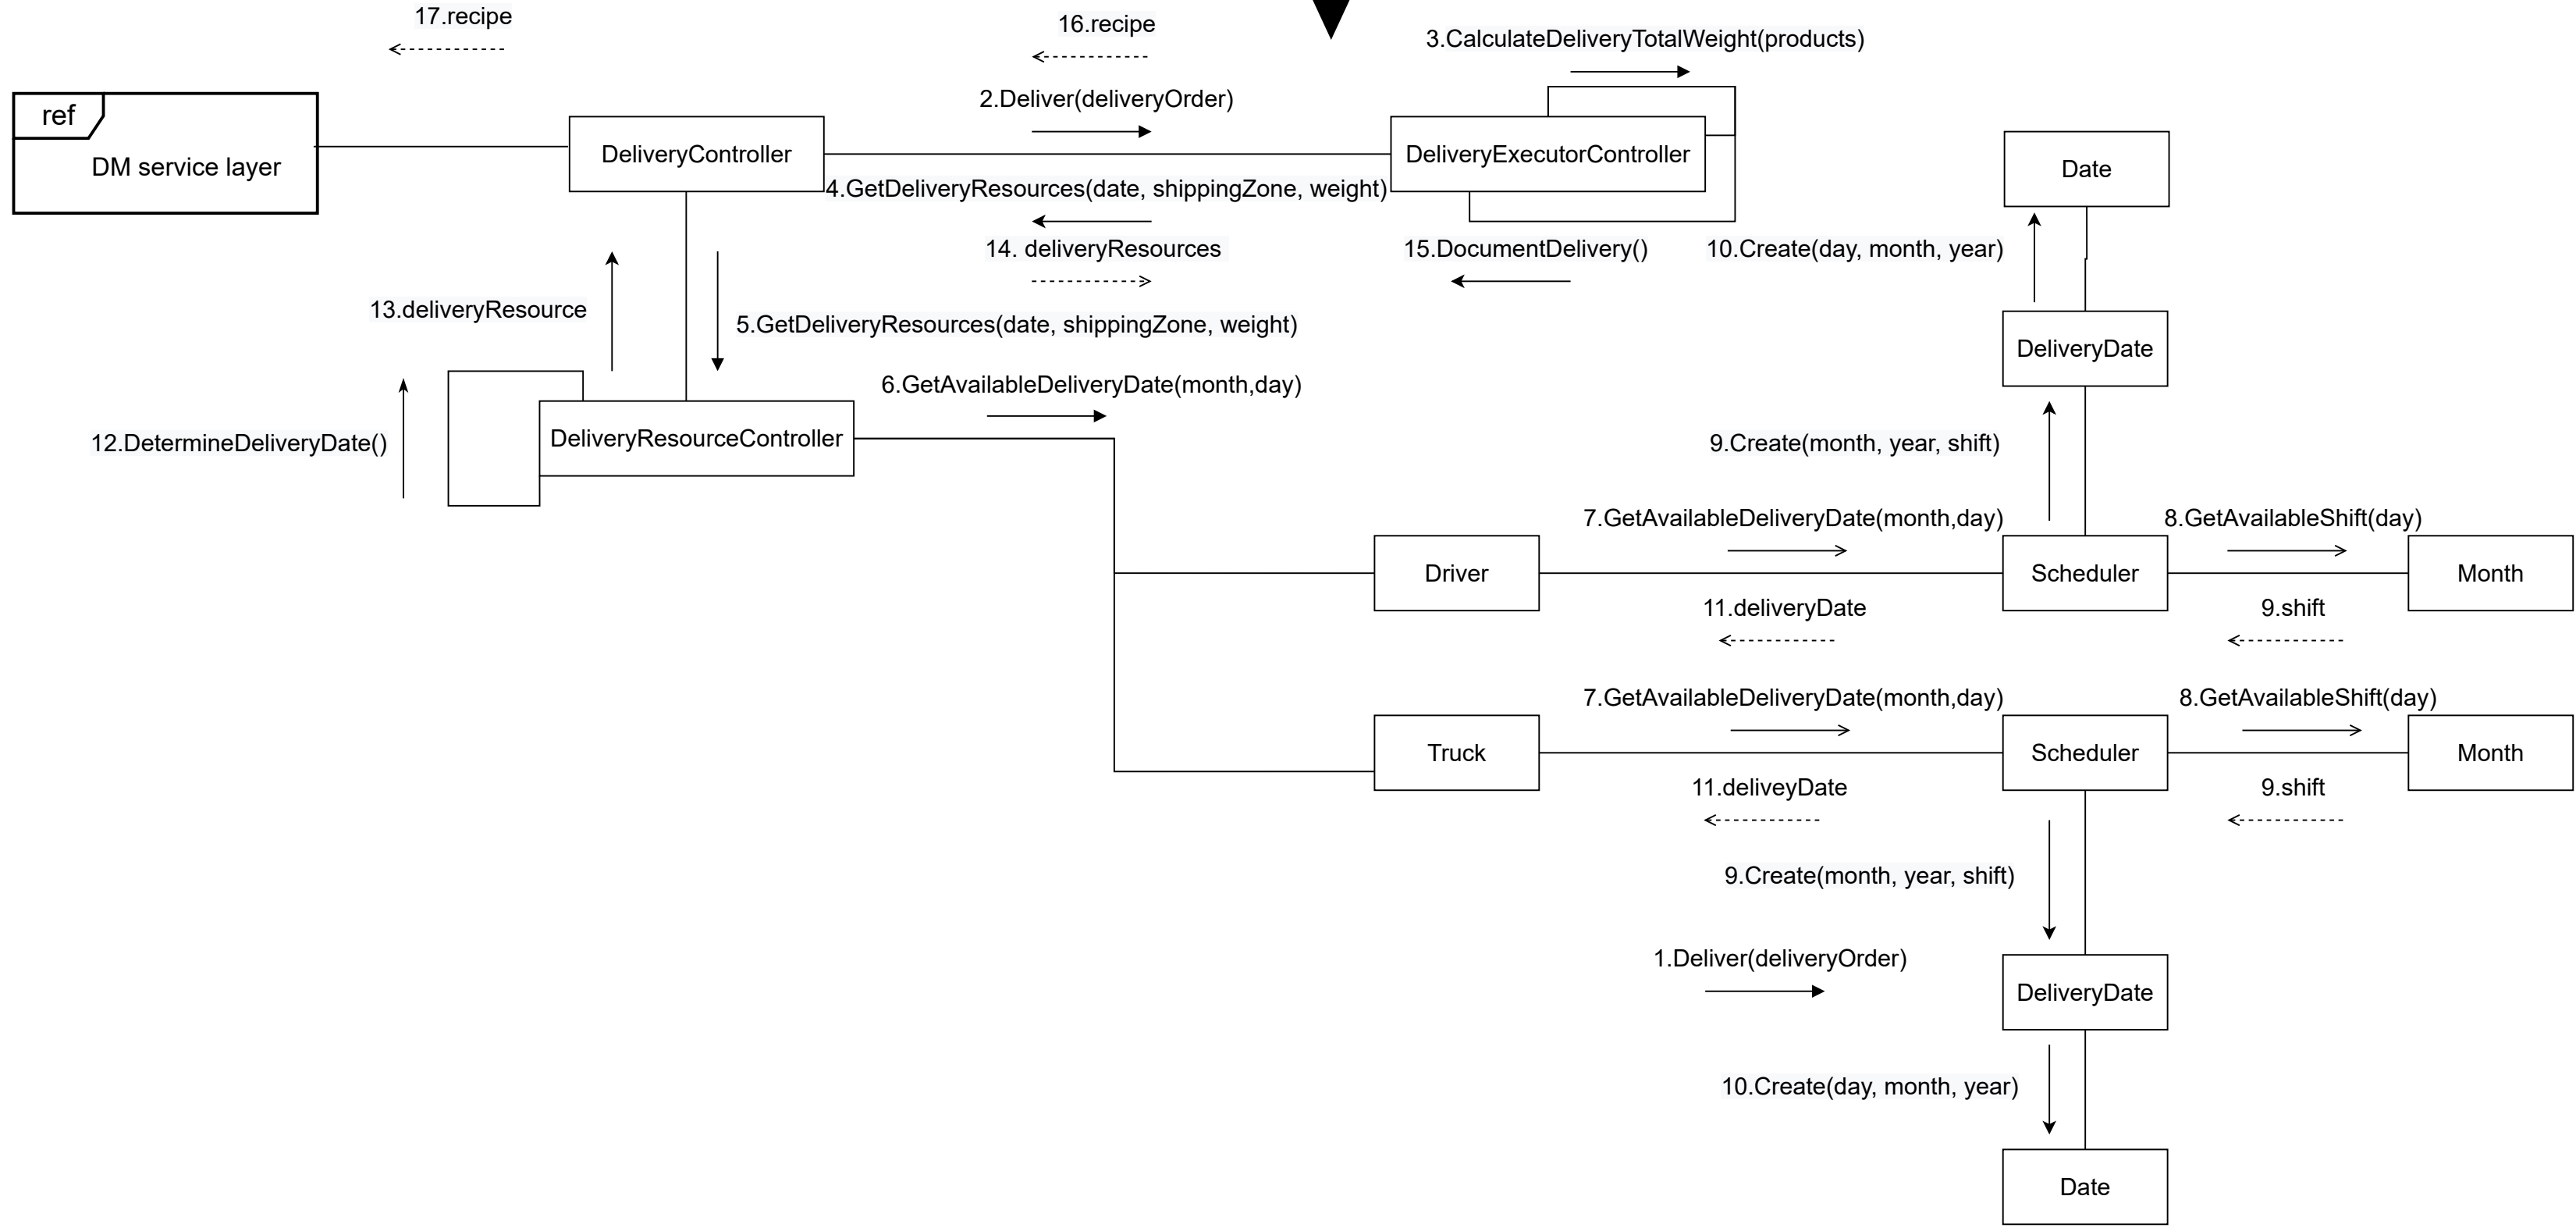 17.recipe
16.recipe
3.CalculateDeliveryTotalWeight(products)
ref
DM service layer
2.Deliver(deliveryOrder)
DeliveryController
DeliveryExecutorController
Date
4.GetDeliveryResources(date, shippingZone, weight)
14. deliveryResources
15.DocumentDelivery()
10.Create(day, month, year)
13.deliveryResource
5.GetDeliveryResources(date, shippingZone, weight)
DeliveryDate
6.GetAvailableDeliveryDate(month,day)
12.DetermineDeliveryDate()
DeliveryResourceController
9.Create(month, year, shift)
7.GetAvailableDeliveryDate(month,day)
8.GetAvailableShift(day)
Driver
Scheduler
Month
11.deliveryDate
9.shift
7.GetAvailableDeliveryDate(month,day)
8.GetAvailableShift(day)
Truck
Scheduler
Month
11.deliveyDate
9.shift
9.Create(month, year, shift)
1.Deliver(deliveryOrder)
DeliveryDate
10.Create(day, month, year)
Date